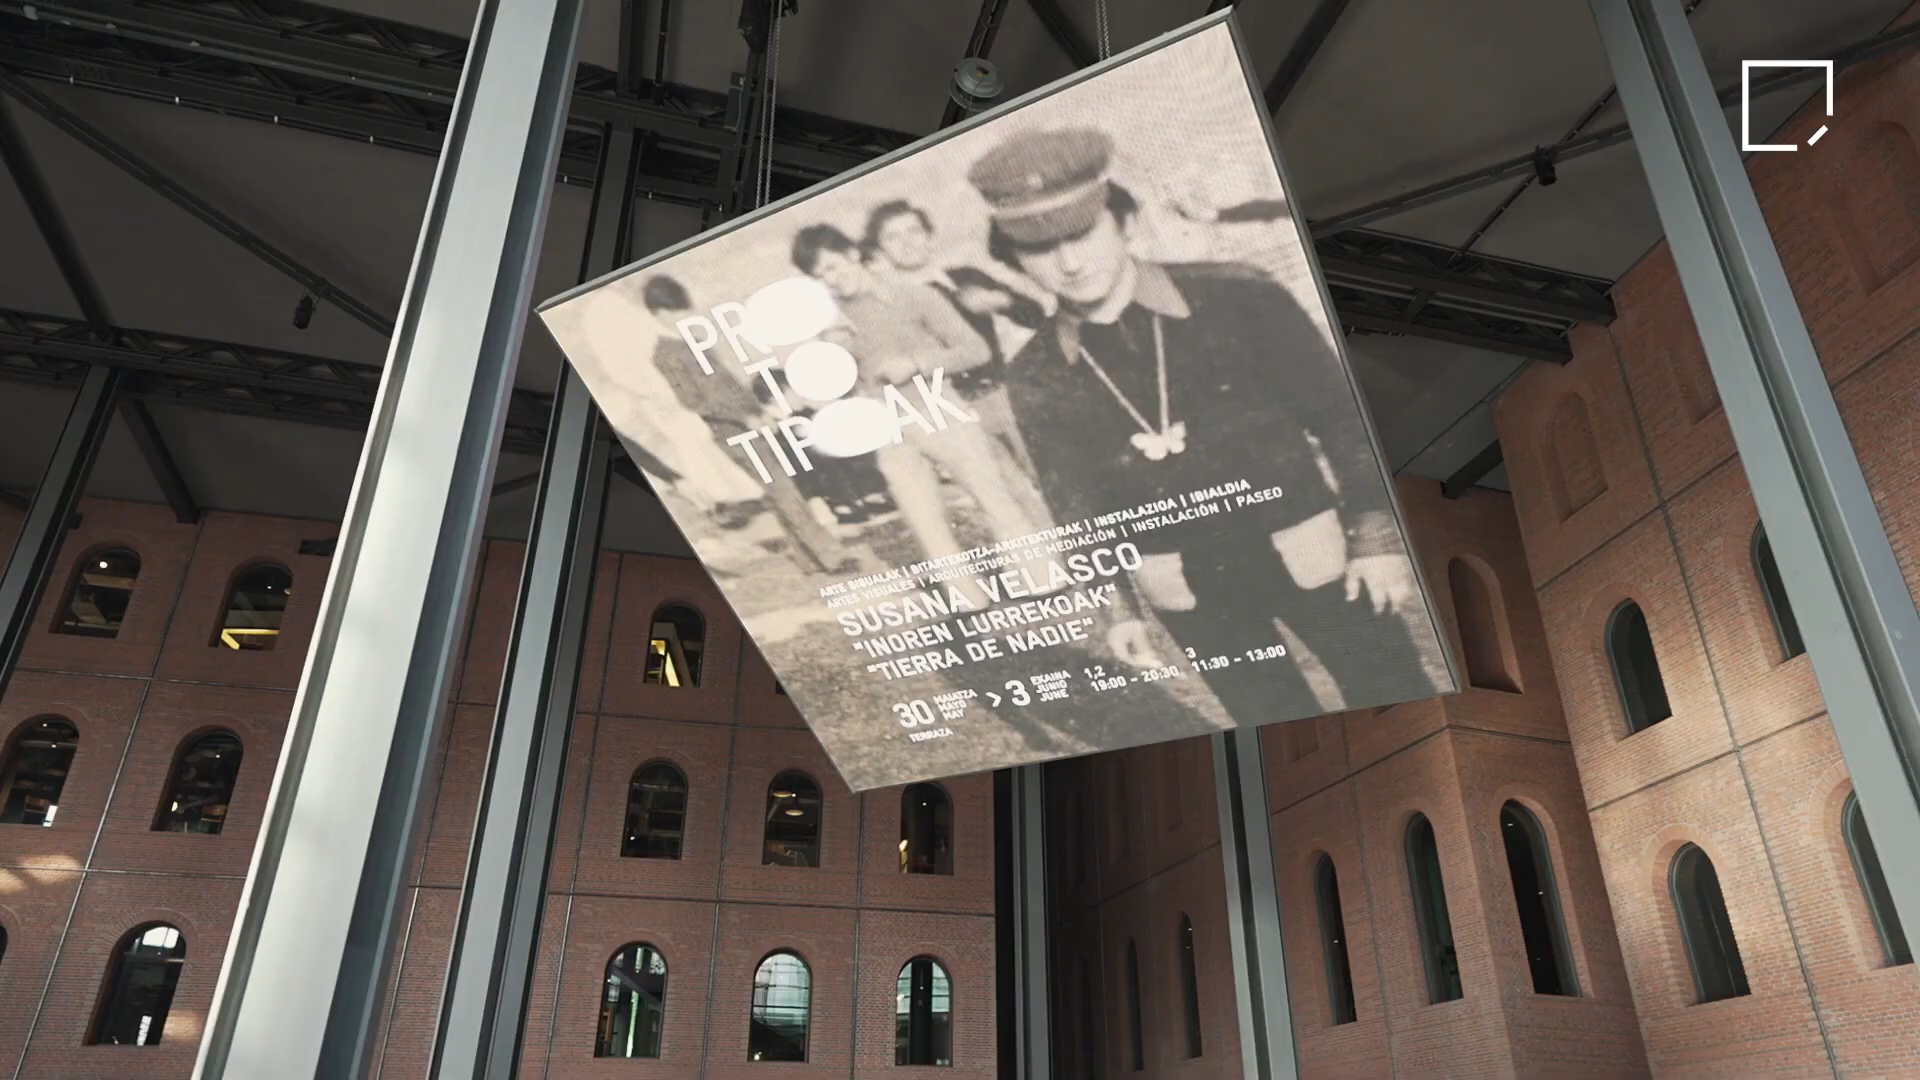 PRO
TO
TIPOAK
ARTE BISUALAK | BITARTEKOTZA-ARKITEKTURAK | INSTALAZIOA | IBIALDIA
ARTES VISUALES | ARQUITECTURAS DE MEDIACIÓN | INSTALACIÓN | PASEO
SUSANA VELASCO
"INOREN LURREKOAK"
"TIERRA DE NADIE"
30 MAIATZA MAYO MAY > 3 EKAINA JUNIO JUNE 1,2 19:00 - 20:30 3 11:30 - 13:00
TERRAZA